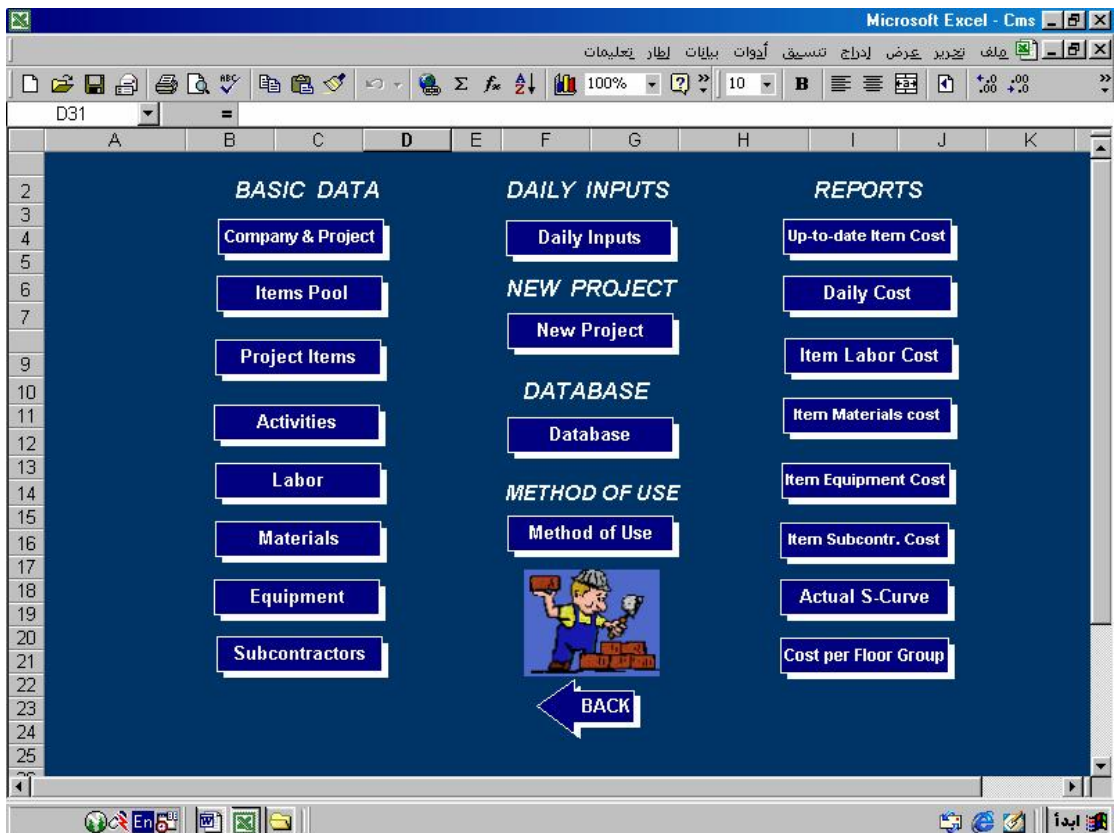 Microsoft Excel - Cms
ملف تحرير عرض إدراج تنسيق أدوات بيانات إطار تعليمات
ABC Σ fx 100% 10 B
D31 =
A B C D E F G H I J K
2 BASIC DATA DAILY INPUTS REPORTS
3
4 Company & Project Daily Inputs Up-to-date Item Cost
5
6 Items Pool NEW PROJECT Daily Cost
7 New Project
9 Project Items Item Labor Cost
10 DATABASE
11 Activities Item Materials cost
12 Database
13 Labor Item Equipment Cost
14 METHOD OF USE
15
16 Materials Method of Use Item Subcontr. Cost
17
18 Equipment Actual S-Curve
19
20
21 Subcontractors Cost per Floor Group
22
23 BACK
24
25
En ابدأ